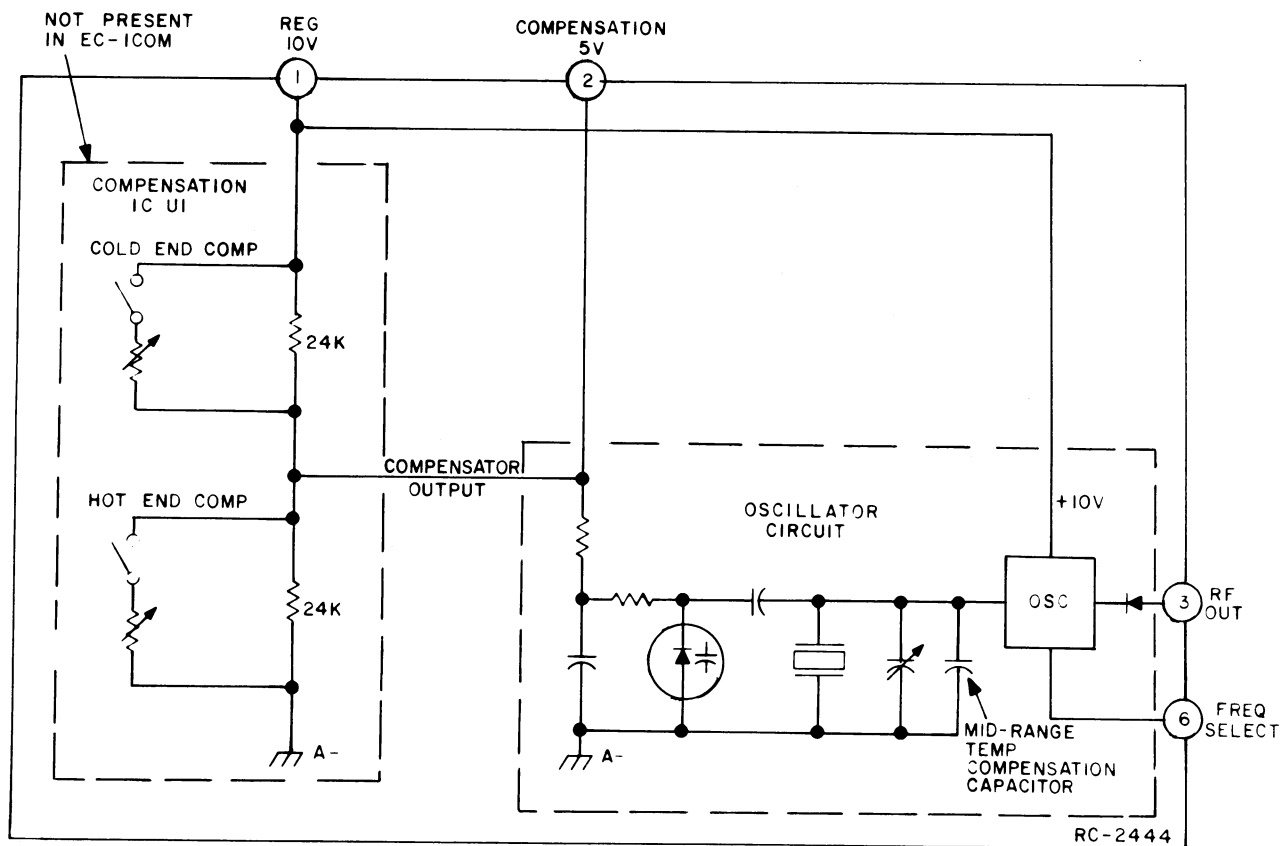 NOT PRESENT
IN EC-ICOM
REG
10V
1
COMPENSATION
5V
2
COMPENSATION
IC U1
COLD END COMP
24K
COMPENSATOR
OUTPUT
HOT END COMP
24K
A-
OSCILLATOR
CIRCUIT
+10V
OSC
3
RF
OUT
6
FREQ
SELECT
MID-RANGE
TEMP
COMPENSATION
CAPACITOR
A-
RC-2444